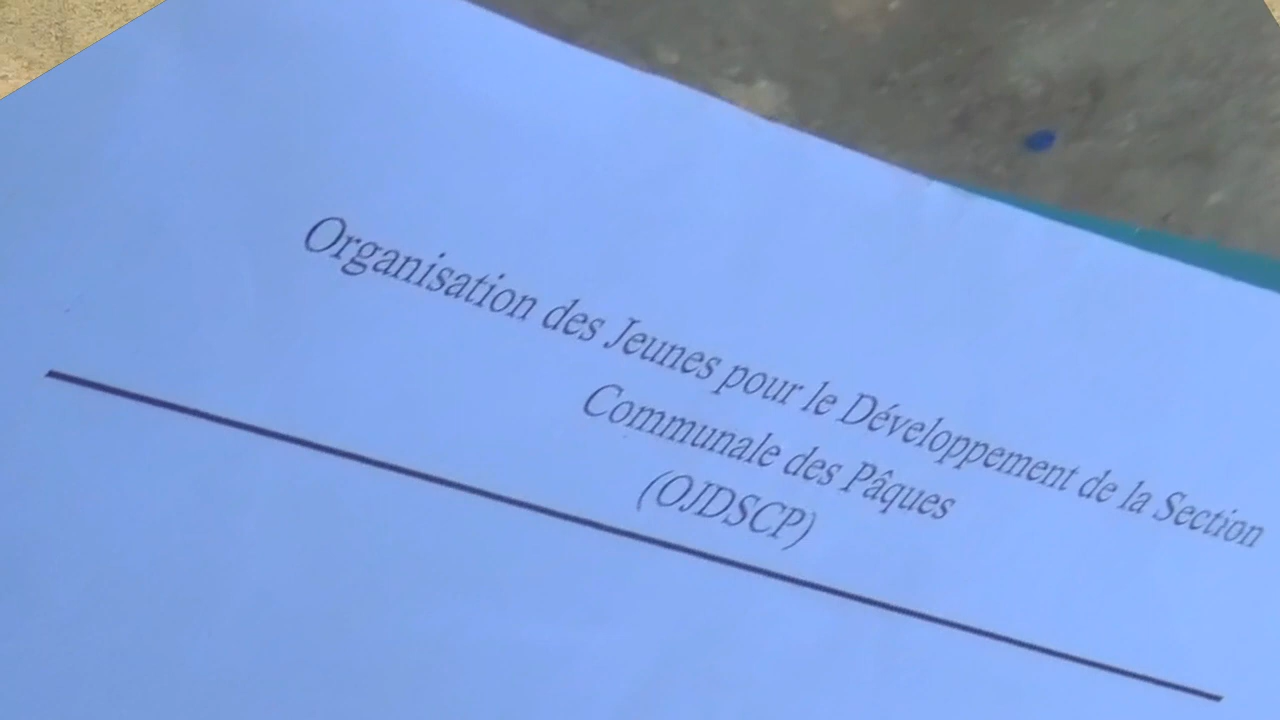 Organisation des Jeunes pour le Développement de la Section
Communale des Pâques
(OJDSCP)